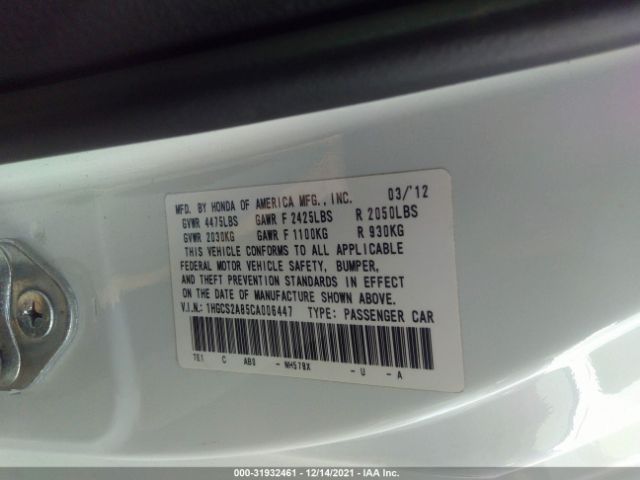 MFD. BY HONDA OF AMERICA MFG., INC. 03/'12
GVWR 4475LBS GAWR F 2425LBS R 2050LBS
GVWR 2030KG GAWR F 1100KG R 930KG
THIS VEHICLE CONFORMS TO ALL APPLICABLE
FEDERAL MOTOR VEHICLE SAFETY, BUMPER,
AND THEFT PREVENTION STANDARDS IN EFFECT
ON THE DATE OF MANUFACTURE SHOWN ABOVE.
V.I.N.: 1HGCS2A85CA006447 TYPE: PASSENGER CAR
TE1 C AB0 - NH578X - U - A
000-31932461 - 12/14/2021 - IAA Inc.